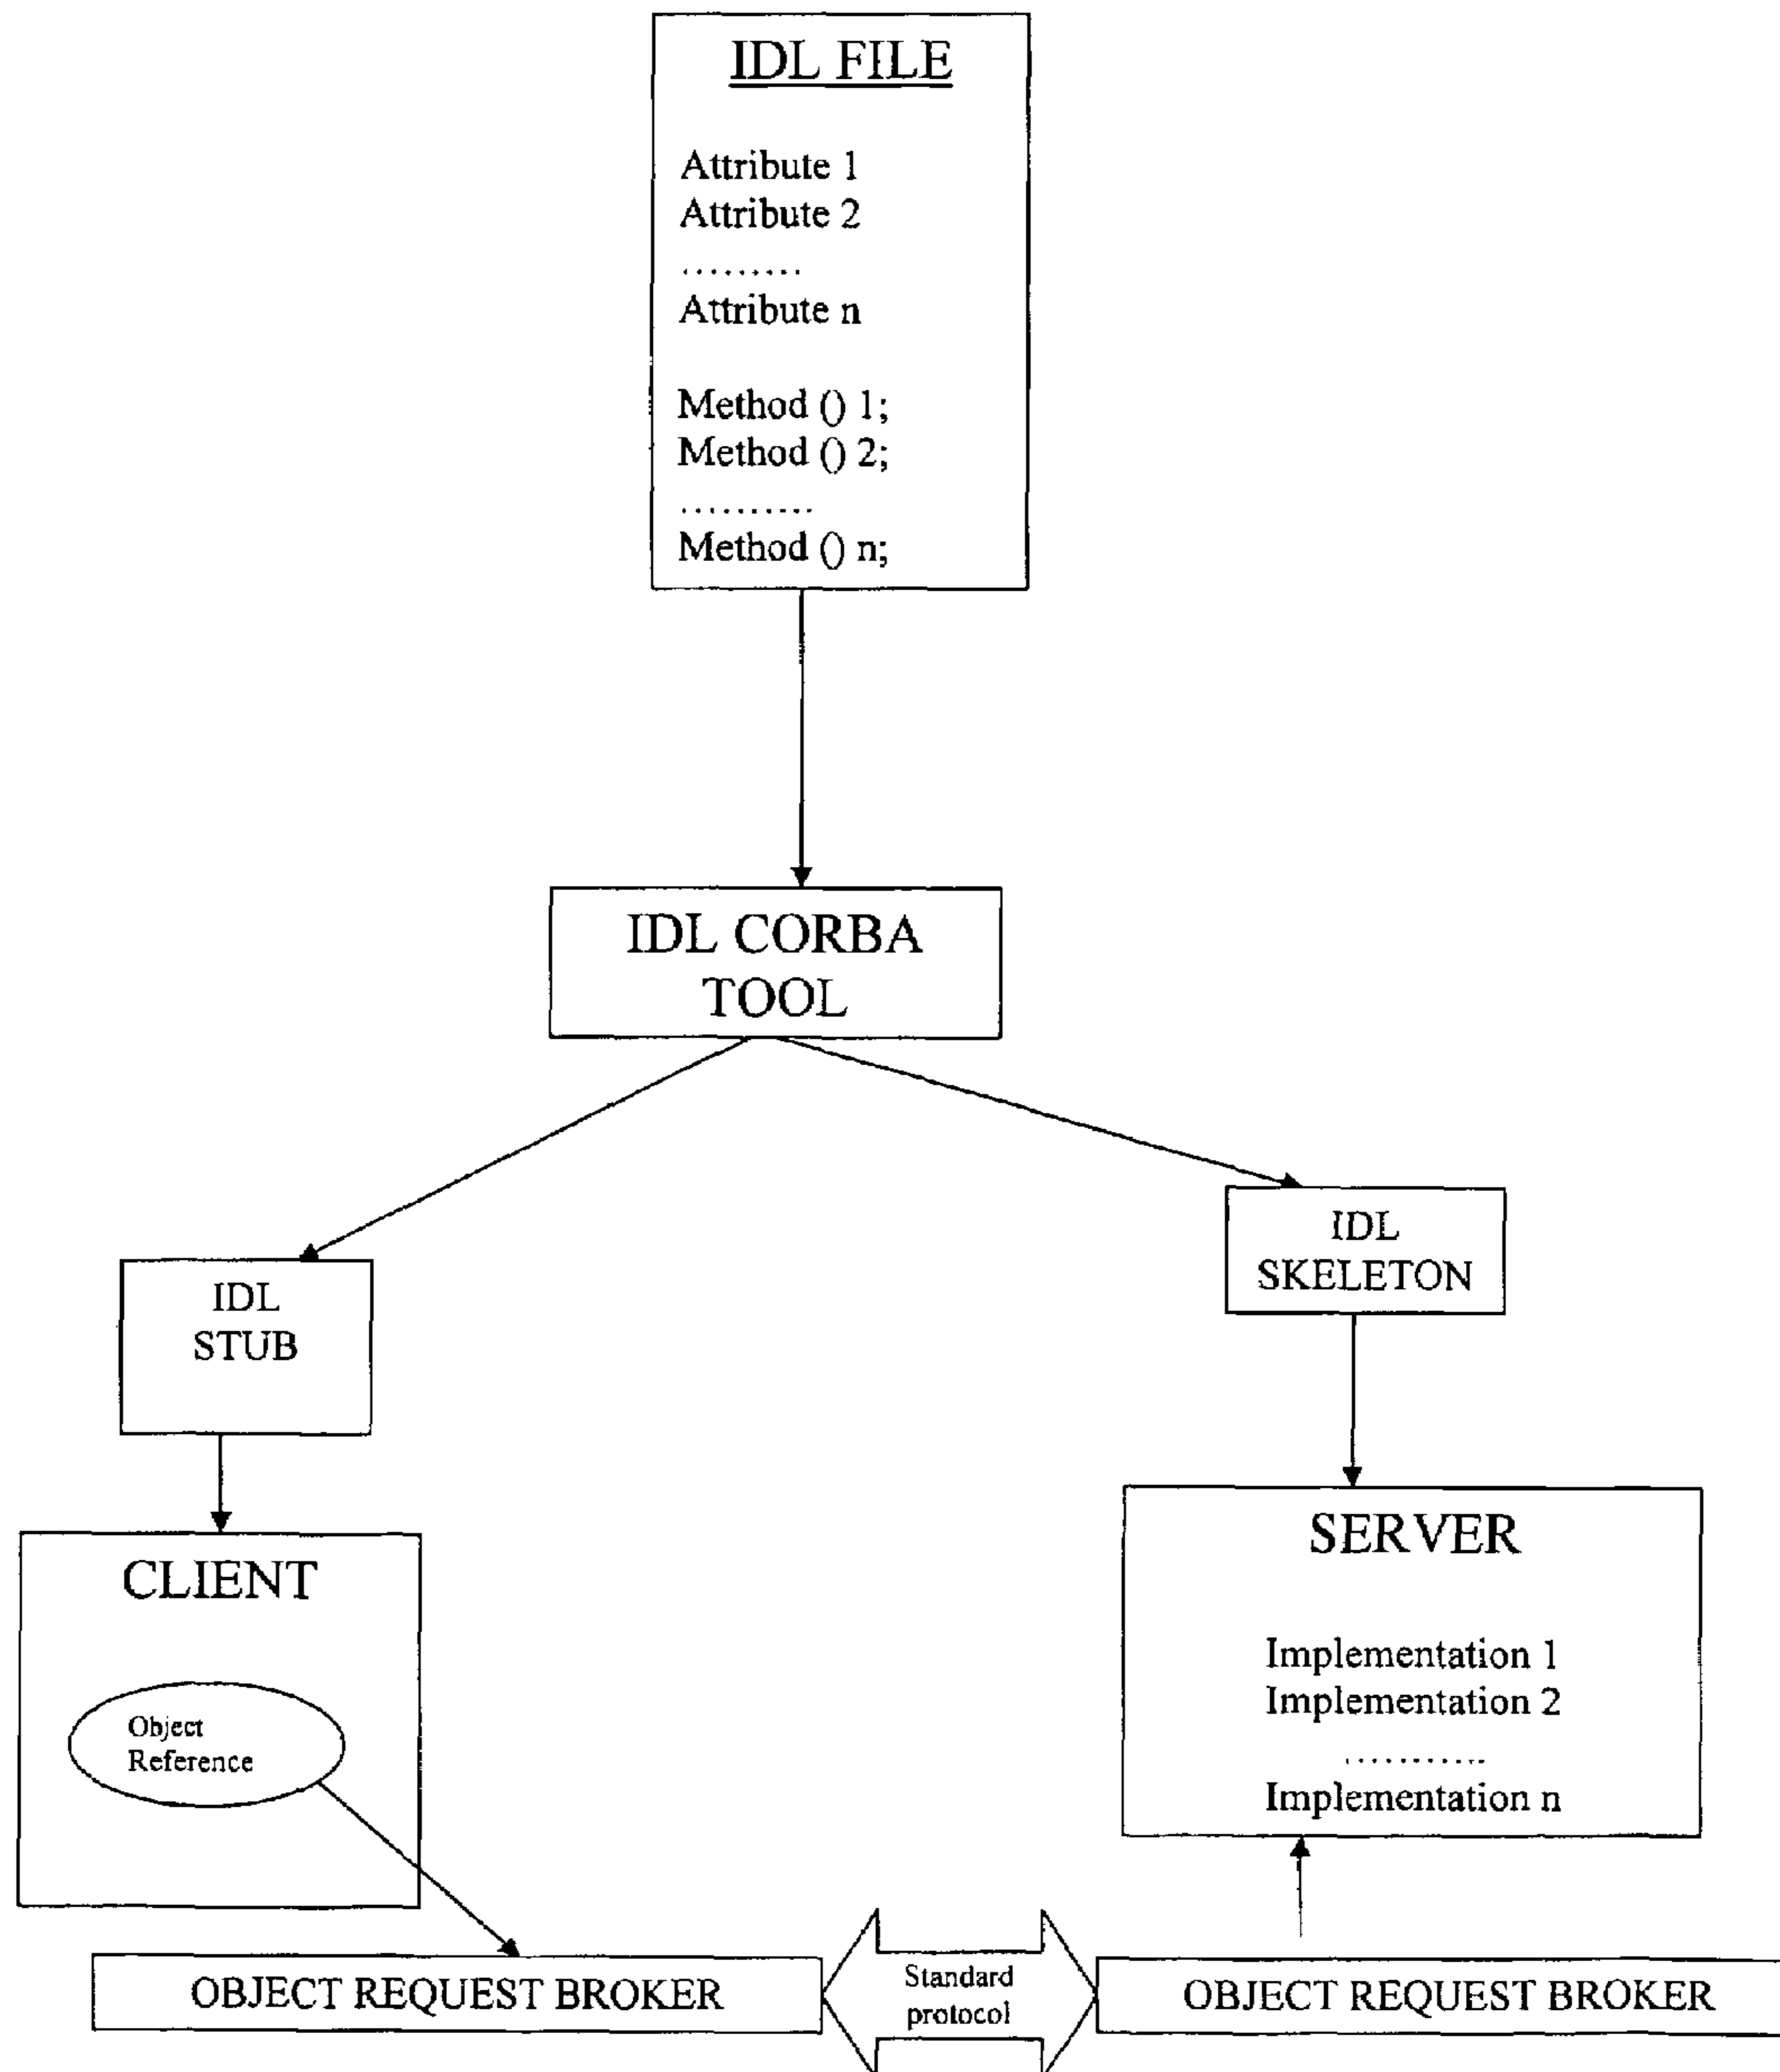 IDL FILE
Attribute 1
Attribute 2
.........
Attribute n
Method () 1;
Method () 2;
..........
Method () n;
IDL CORBA
TOOL
IDL
STUB
IDL
SKELETON
CLIENT
Object
Reference
SERVER
Implementation 1
Implementation 2
..........
Implementation n
OBJECT REQUEST BROKER
Standard
protocol
OBJECT REQUEST BROKER